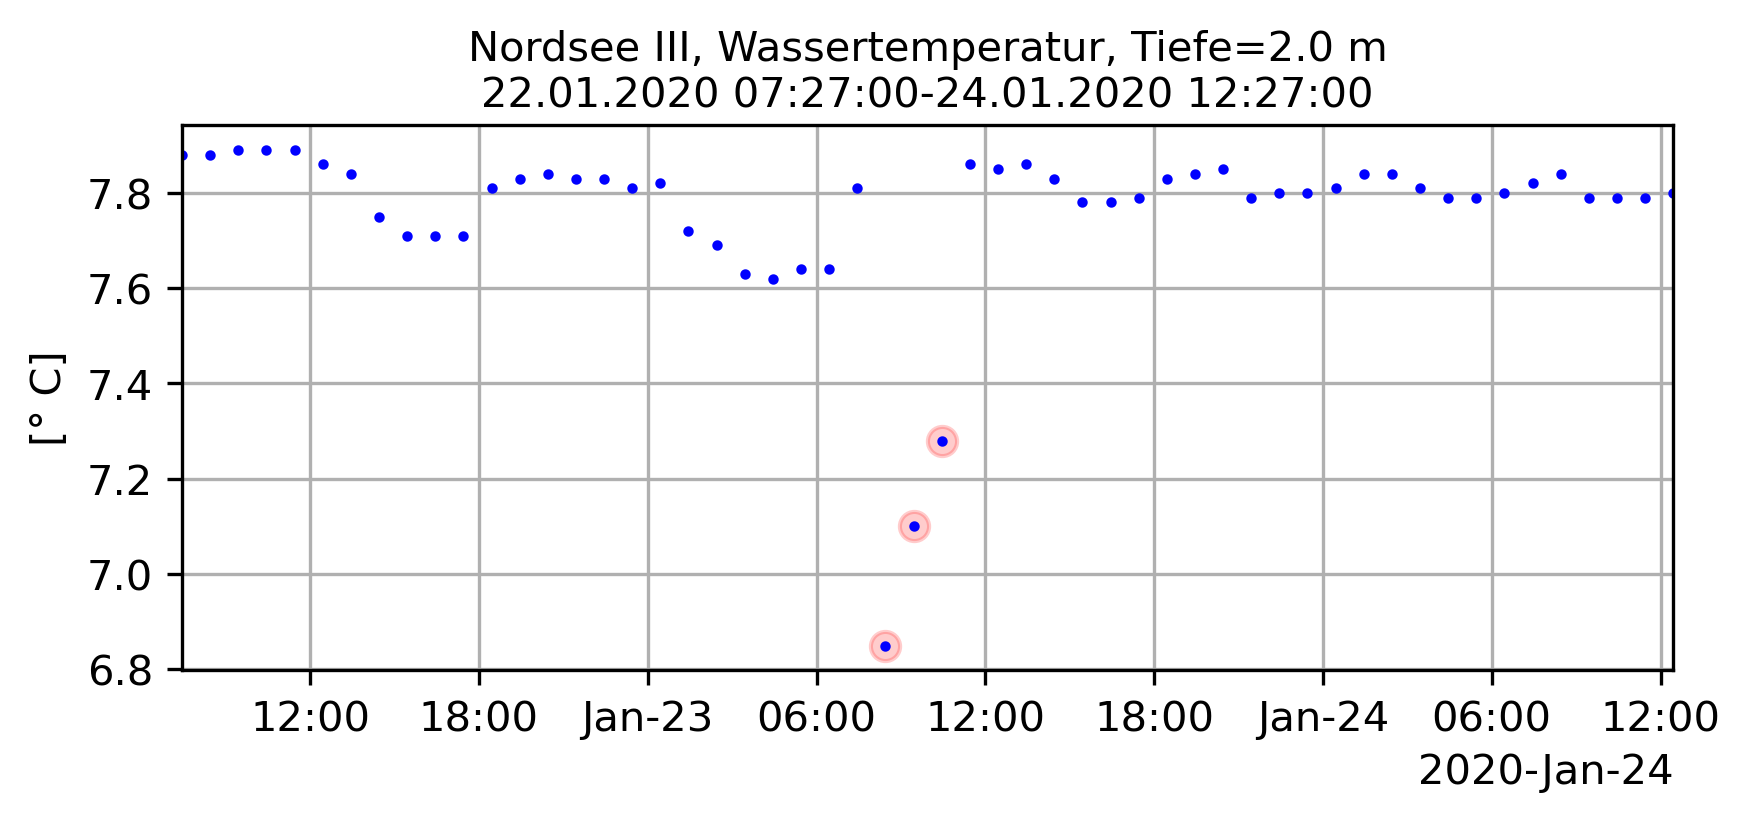 Nordsee III, Wassertemperatur, Tiefe=2.0 m
22.01.2020 07:27:00-24.01.2020 12:27:00
[° C]
7.8
7.6
7.4
7.2
7.0
6.8
12:00 18:00 Jan-23 06:00 12:00 18:00 Jan-24 06:00 12:00
2020-Jan-24